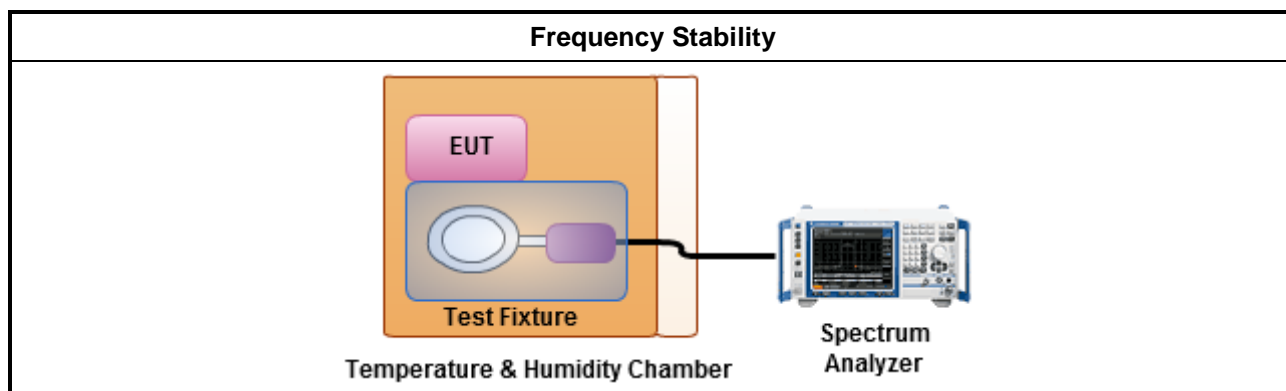 Frequency Stability
EUT
Test Fixture
Temperature & Humidity Chamber
Spectrum
Analyzer